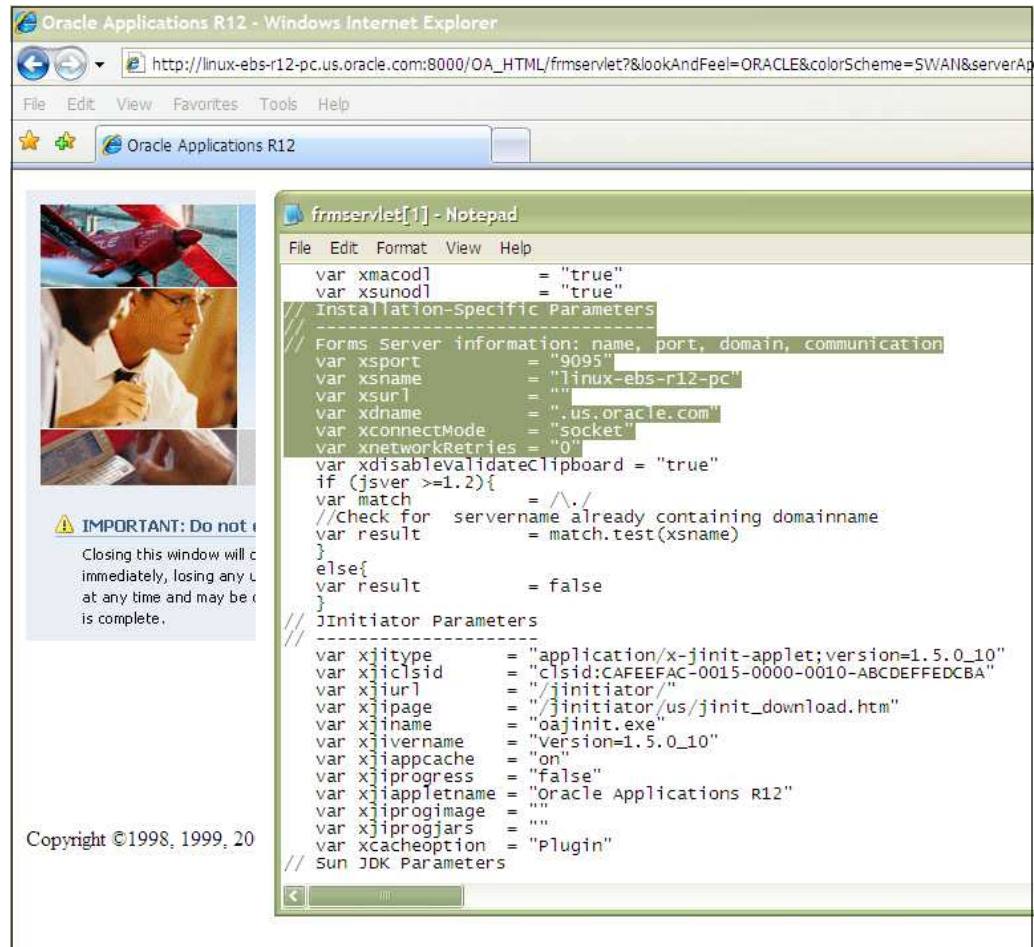 Oracle Applications R12 - Windows Internet Explorer
http://linux-ebs-r12-pc.us.oracle.com:8000/OA_HTML/frmservlet?&lookAndFeel=ORACLE&colorScheme=SWAN&serverAp
File Edit View Favorites Tools Help
Oracle Applications R12
IMPORTANT: Do not
Closing this window will
immediately, losing any
at any time and may be
is complete.
Copyright ©1998, 1999, 20
frmservlet[1] - Notepad
File Edit Format View Help
var xmacodl = "true"
var xsunodl = "true"
// Installation-Specific Parameters
// ---------------------------------
// Forms Server information: name, port, domain, communication
var xsport = "9095"
var xsname = "linux-ebs-r12-pc"
var xsurl = ""
var xdname = ".us.oracle.com"
var xconnectMode = "socket"
var xnetworkRetries = "0"
var xdisableValidateClipboard = "true"
if (jsver >=1.2){
var match = /\./
//Check for servername already containing domainname
var result = match.test(xsname)
}
else{
var result = false
}
// JInitiator Parameters
// ---------------------
var xjitype = "application/x-jinit-applet;version=1.5.0_10"
var xjiclsid = "clsid:CAFEEFAC-0015-0000-0010-ABCDEFFEDCBA"
var xjiurl = "/jinitiator/"
var xjipage = "/jinitiator/us/jinit_download.htm"
var xjiname = "oajinit.exe"
var xjivername = "Version=1.5.0_10"
var xjiappcache = "on"
var xjiprogress = "false"
var xjiappletname = "Oracle Applications R12"
var xjiprogimage = ""
var xjiprogjars = ""
var xcacheoption = "Plugin"
// Sun JDK Parameters